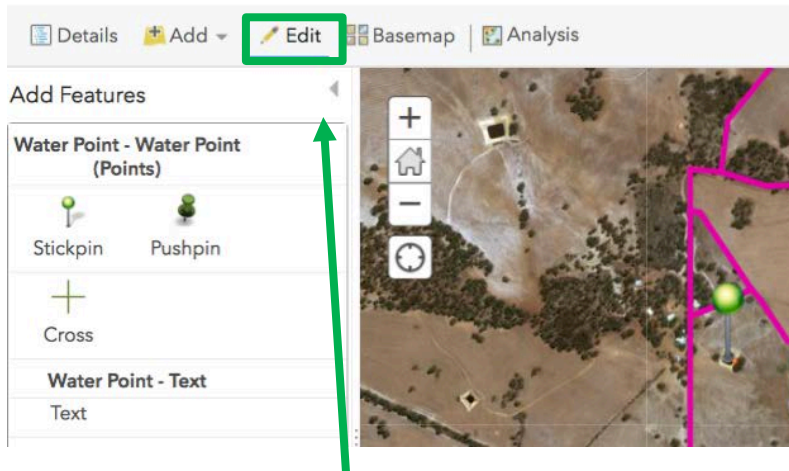 Details Add Edit Basemap Analysis
Add Features
Water Point - Water Point
(Points)
Stickpin Pushpin
Cross
Water Point - Text
Text